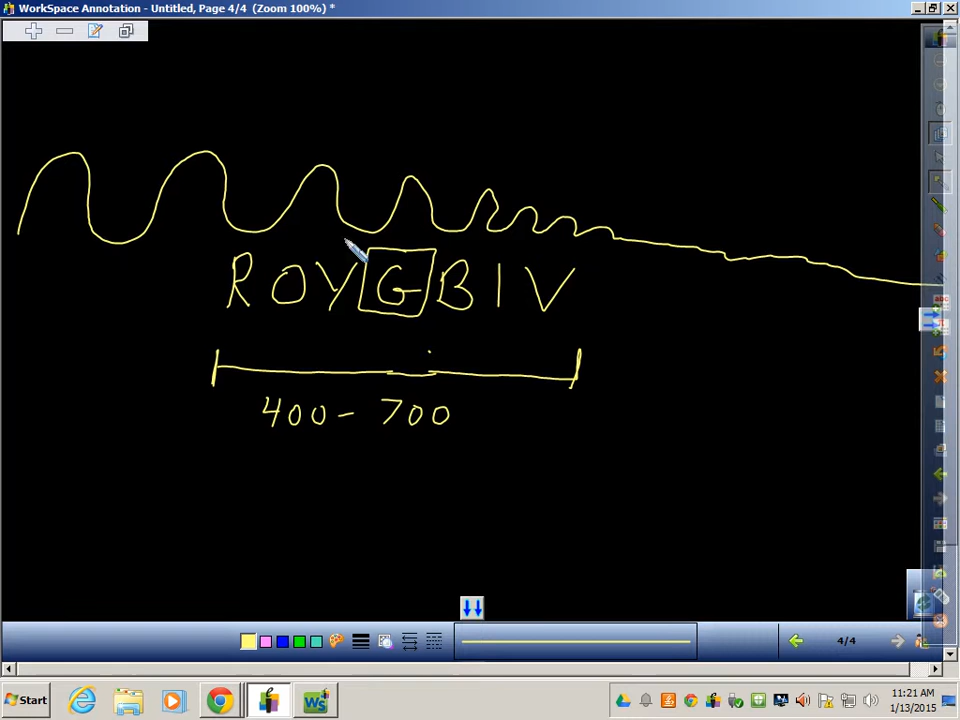 WorkSpace Annotation - Untitled, Page 4/4 (Zoom 100%) *
ROYGBIV
400 - 700
4/4
Start
11:21 AM
1/13/2015